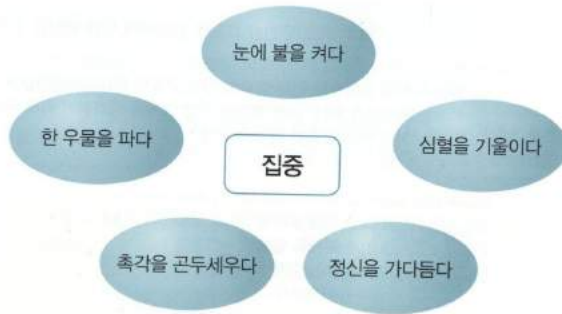 눈에 불을 켜다
한 우물을 파다
심혈을 기울이다
집중
촉각을 곤두세우다
정신을 가다듬다